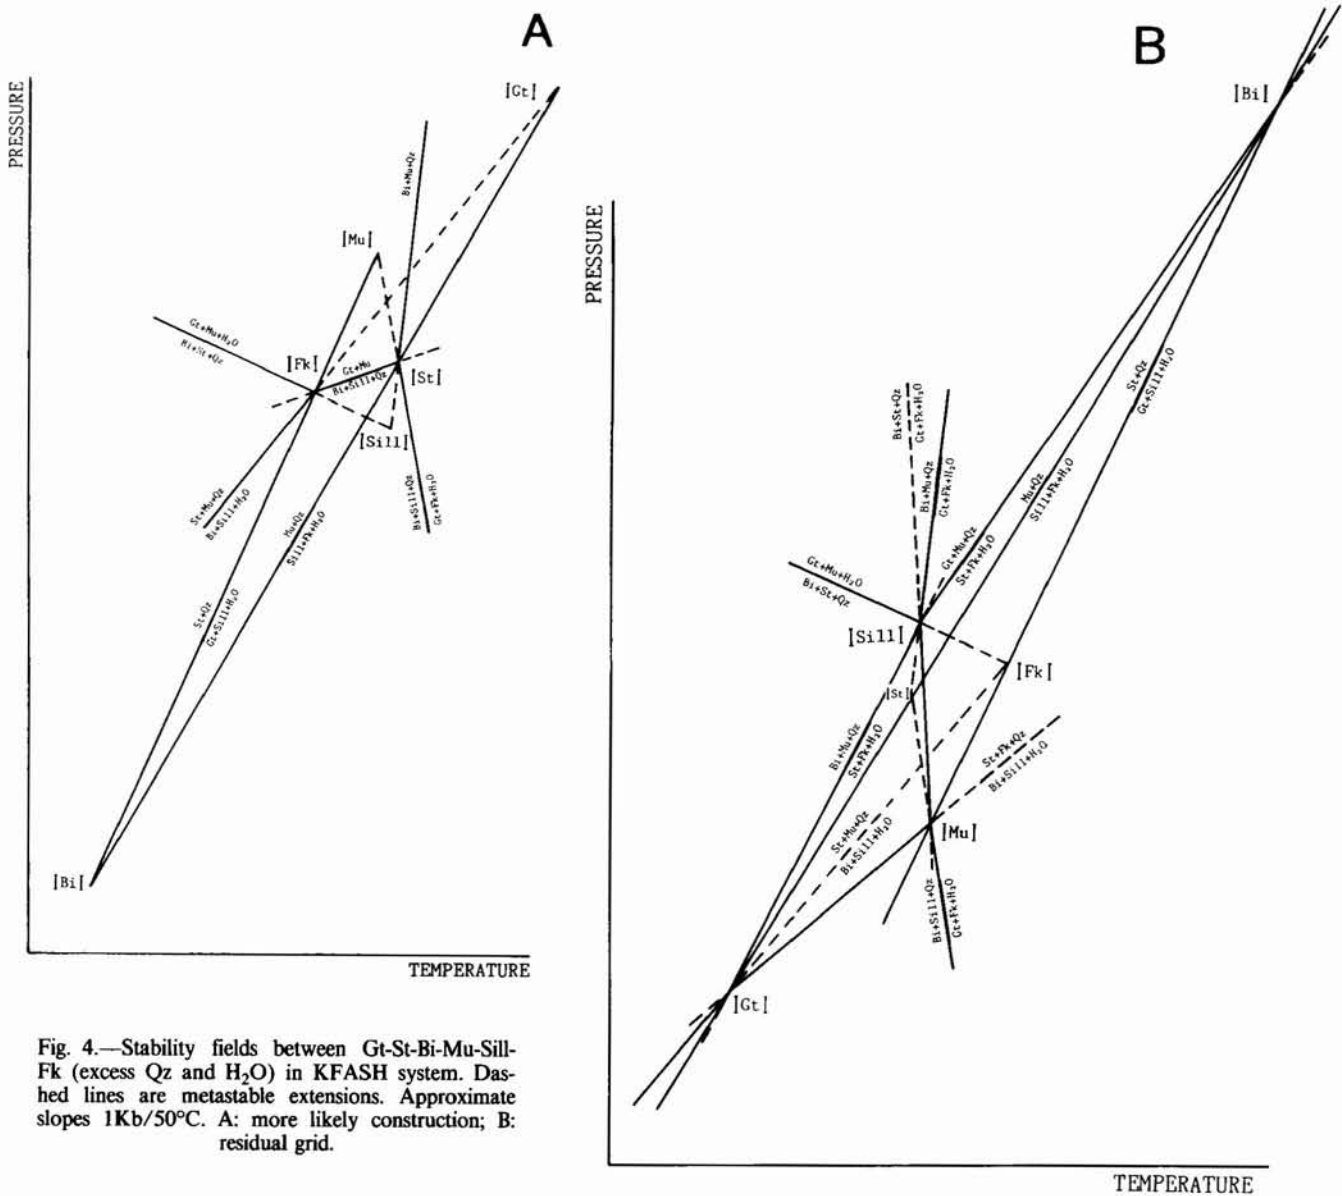 A
PRESSURE
[Gt]
Bi+Mu+Qz
[Mu]
Gt+Mu+H₂O
Bi+St+Qz
[Fk]
Gt+Mu
Bi+Sill+Qz
[St]
[Sill]
St+Mu+Qz
Bi+Sill+H₂O
Mu+Qz
Sill+Fk+H₂O
Bi+Sill+Qz
Gt+Fk+H₂O
St+Qz
Gt+Sill+H₂O
[Bi]
TEMPERATURE
Fig. 4.—Stability fields between Gt-St-Bi-Mu-Sill-
Fk (excess Qz and H₂O) in KFASH system. Das-
hed lines are metastable extensions. Approximate
slopes 1Kb/50°C. A: more likely construction; B:
residual grid.
B
PRESSURE
[Bi]
St+Qz
Gt+Sill+H₂O
Bi+St+Qz
Gt+Fk+H₂O
Bi+Mu+Qz
Gt+Fk+H₂O
Mu+Qz
Sill+Fk+H₂O
Gt+Mu+Qz
St+Fk+H₂O
Gt+Mu+H₂O
Bi+St+Qz
[Sill]
[Fk]
[St]
Bi+Mu+Qz
St+Fk+H₂O
St+Fk+Qz
Bi+Sill+H₂O
St+Mu+Qz
Bi+Sill+H₂O
[Mu]
Bi+Sill+Qz
Gt+Fk+H₂O
[Gt]
TEMPERATURE